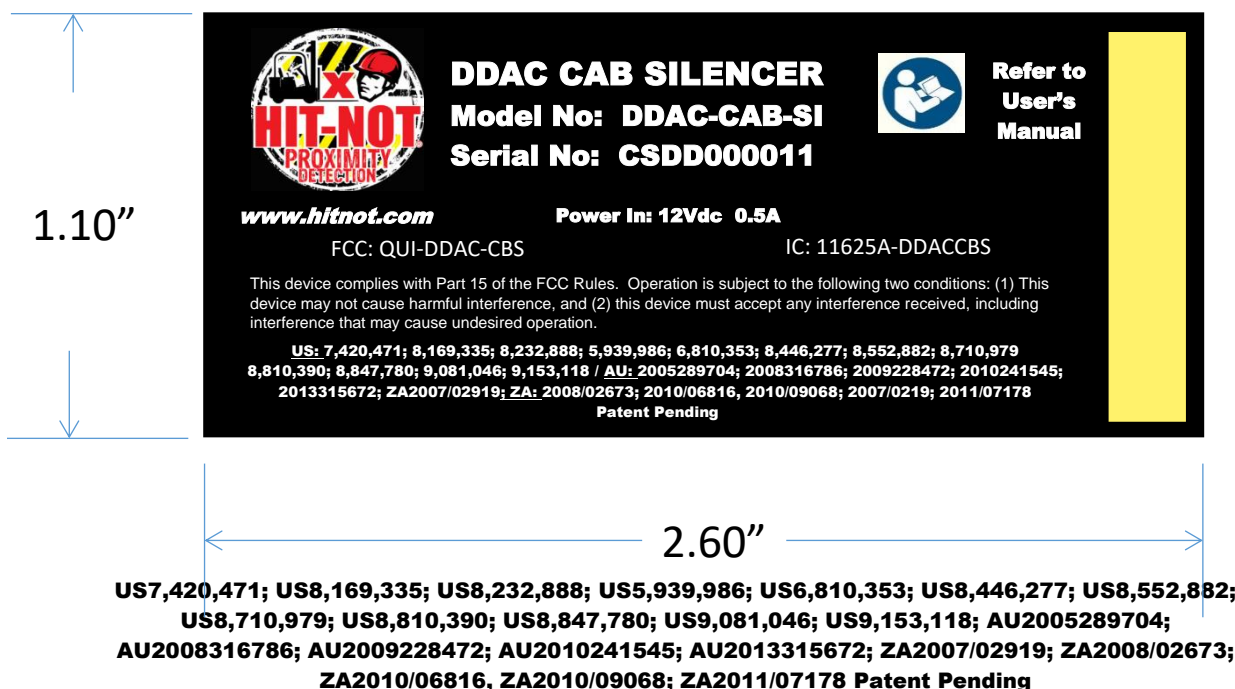 HIT-NOT®
PROXIMITY
DETECTION
DDAC CAB SILENCER
Model No: DDAC-CAB-SI
Serial No: CSDD000011
Refer to
User's
Manual
1.10”
www.hitnot.com Power In: 12Vdc 0.5A
FCC: QUI-DDAC-CBS IC: 11625A-DDACCBS
This device complies with Part 15 of the FCC Rules. Operation is subject to the following two conditions: (1) This
device may not cause harmful interference, and (2) this device must accept any interference received, including
interference that may cause undesired operation.
US: 7,420,471; 8,169,335; 8,232,888; 5,939,986; 6,810,353; 8,446,277; 8,552,882; 8,710,979
8,810,390; 8,847,780; 9,081,046; 9,153,118 / AU: 2005289704; 2008316786; 2009228472; 2010241545;
2013315672; ZA2007/02919; ZA: 2008/02673; 2010/06816, 2010/09068; 2007/0219; 2011/07178
Patent Pending
2.60”
US7,420,471; US8,169,335; US8,232,888; US5,939,986; US6,810,353; US8,446,277; US8,552,882;
US8,710,979; US8,810,390; US8,847,780; US9,081,046; US9,153,118; AU2005289704;
AU2008316786; AU2009228472; AU2010241545; AU2013315672; ZA2007/02919; ZA2008/02673;
ZA2010/06816, ZA2010/09068; ZA2011/07178 Patent Pending